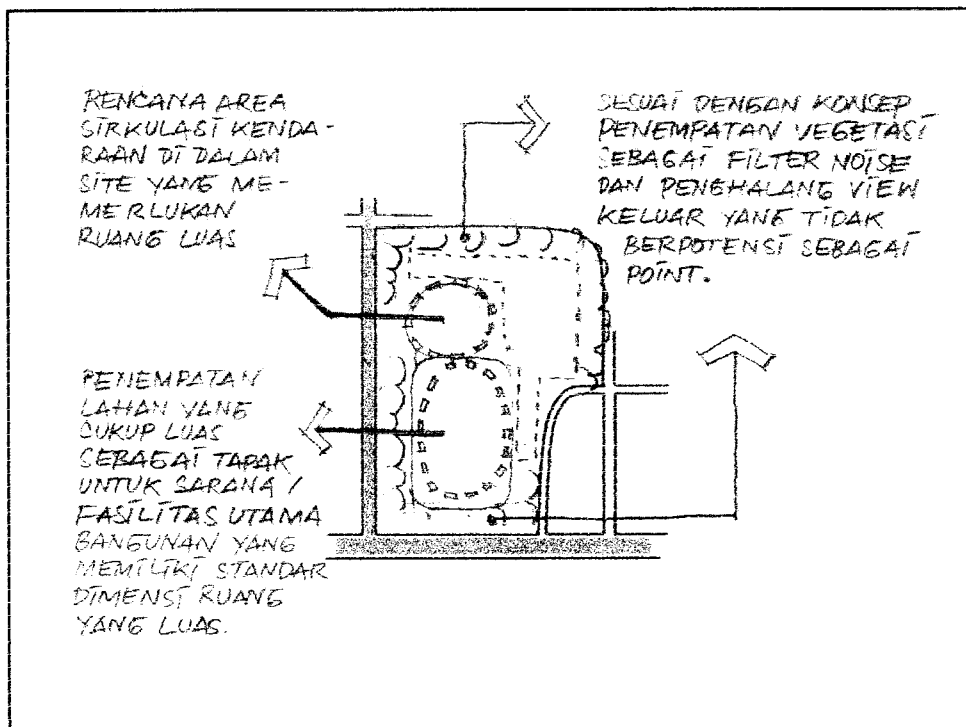 RENCANA AREA
SIRKULASI KENDA-
RAAN DI DALAM
SITE YANG ME-
MERLUKAN
RUANG LUAS
SESUAI DENGAN KONSEP
PENEMPATAN VEGETASI
SEBAGAI FILTER NOISE
DAN PENGHALANG VIEW
KELUAR YANG TIDAK
BERPOTENSI SEBAGAI
POINT.
PENEMPATAN
LAHAN YANG
CUKUP LUAS
SEBAGAI TAPAK
UNTUK SARANA /
FASILITAS UTAMA
BANGUNAN YANG
MEMILIKI STANDAR
DIMENSI RUANG
YANG LUAS.